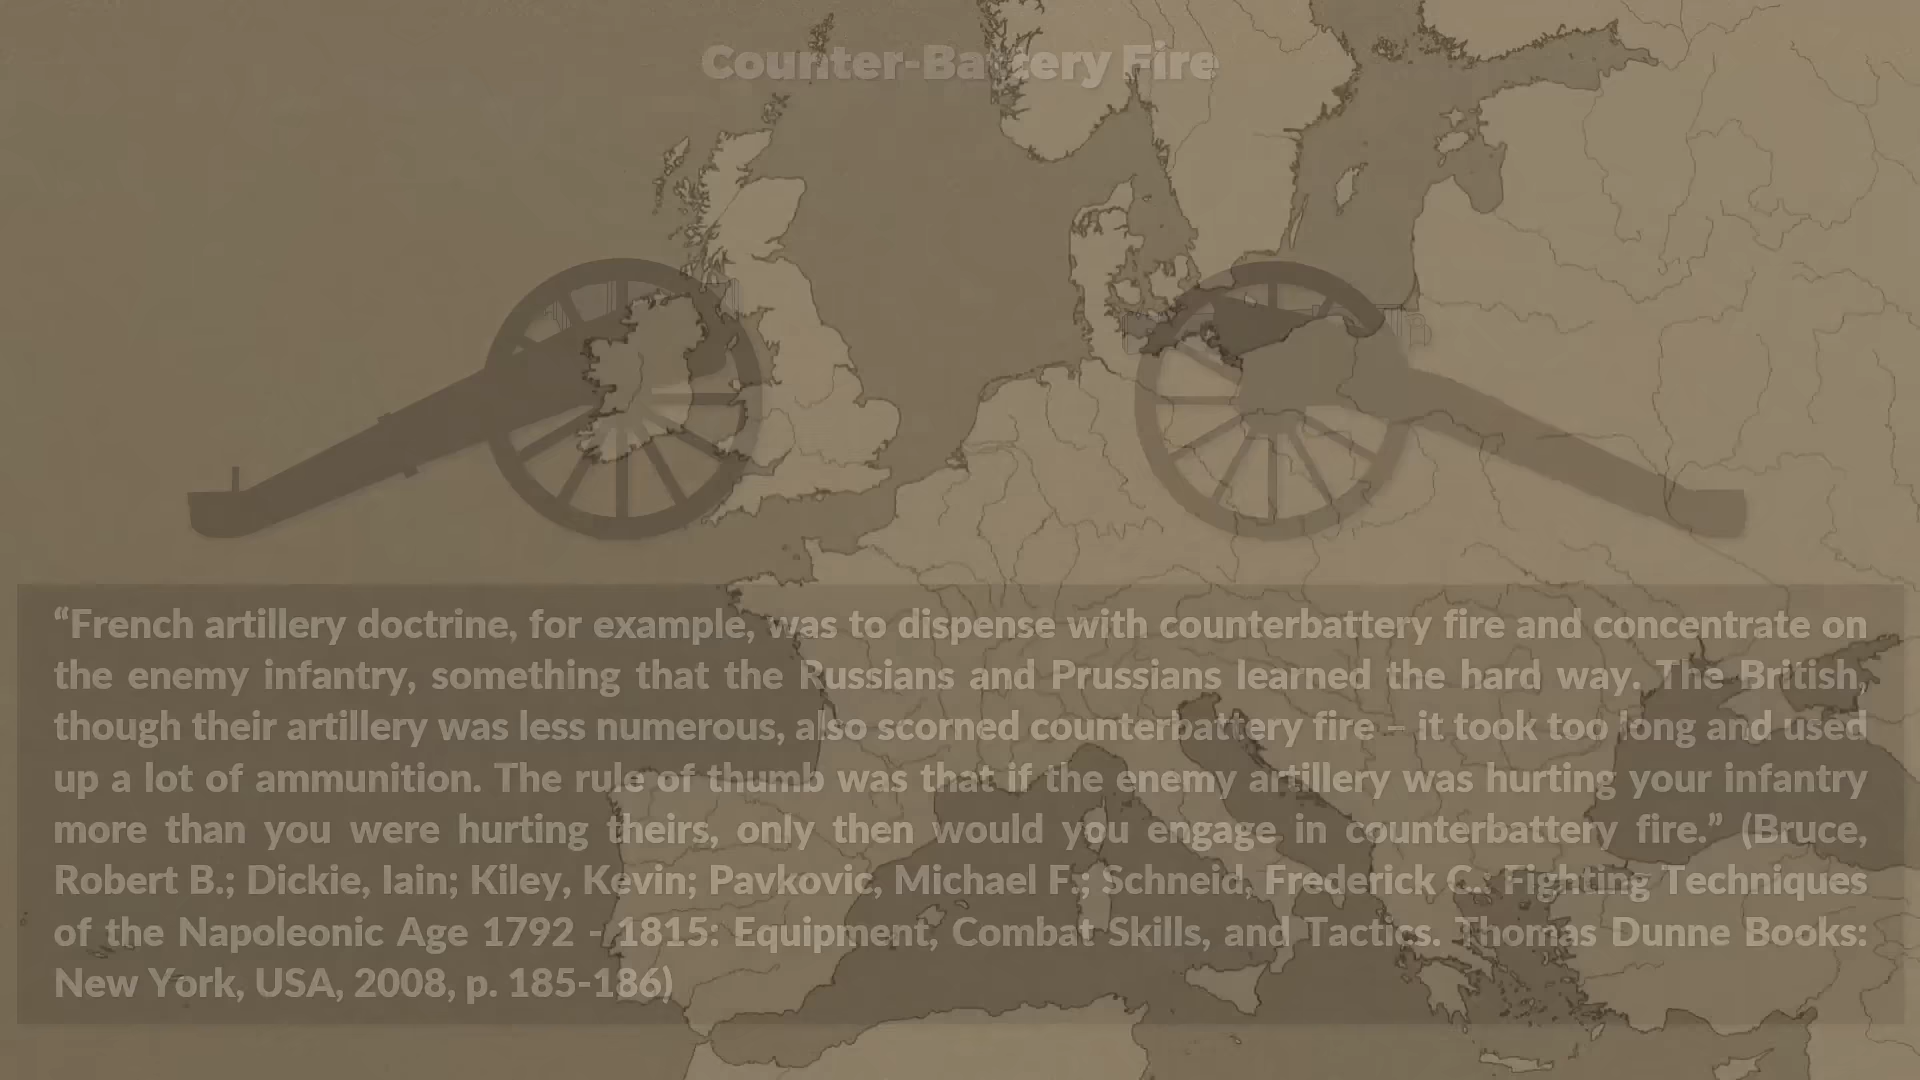 Counter-Battery Fire
“French artillery doctrine, for example, was to dispense with counterbattery fire and concentrate on
the enemy infantry, something that the Russians and Prussians learned the hard way. The British,
though their artillery was less numerous, also scorned counterbattery fire – it took too long and used
up a lot of ammunition. The rule of thumb was that if the enemy artillery was hurting your infantry
more than you were hurting theirs, only then would you engage in counterbattery fire.” (Bruce,
Robert B.; Dickie, Iain; Kiley, Kevin; Pavkovic, Michael F.; Schneid, Frederick C.. Fighting Techniques
of the Napoleonic Age 1792 - 1815: Equipment, Combat Skills, and Tactics. Thomas Dunne Books:
New York, USA, 2008, p. 185-186)